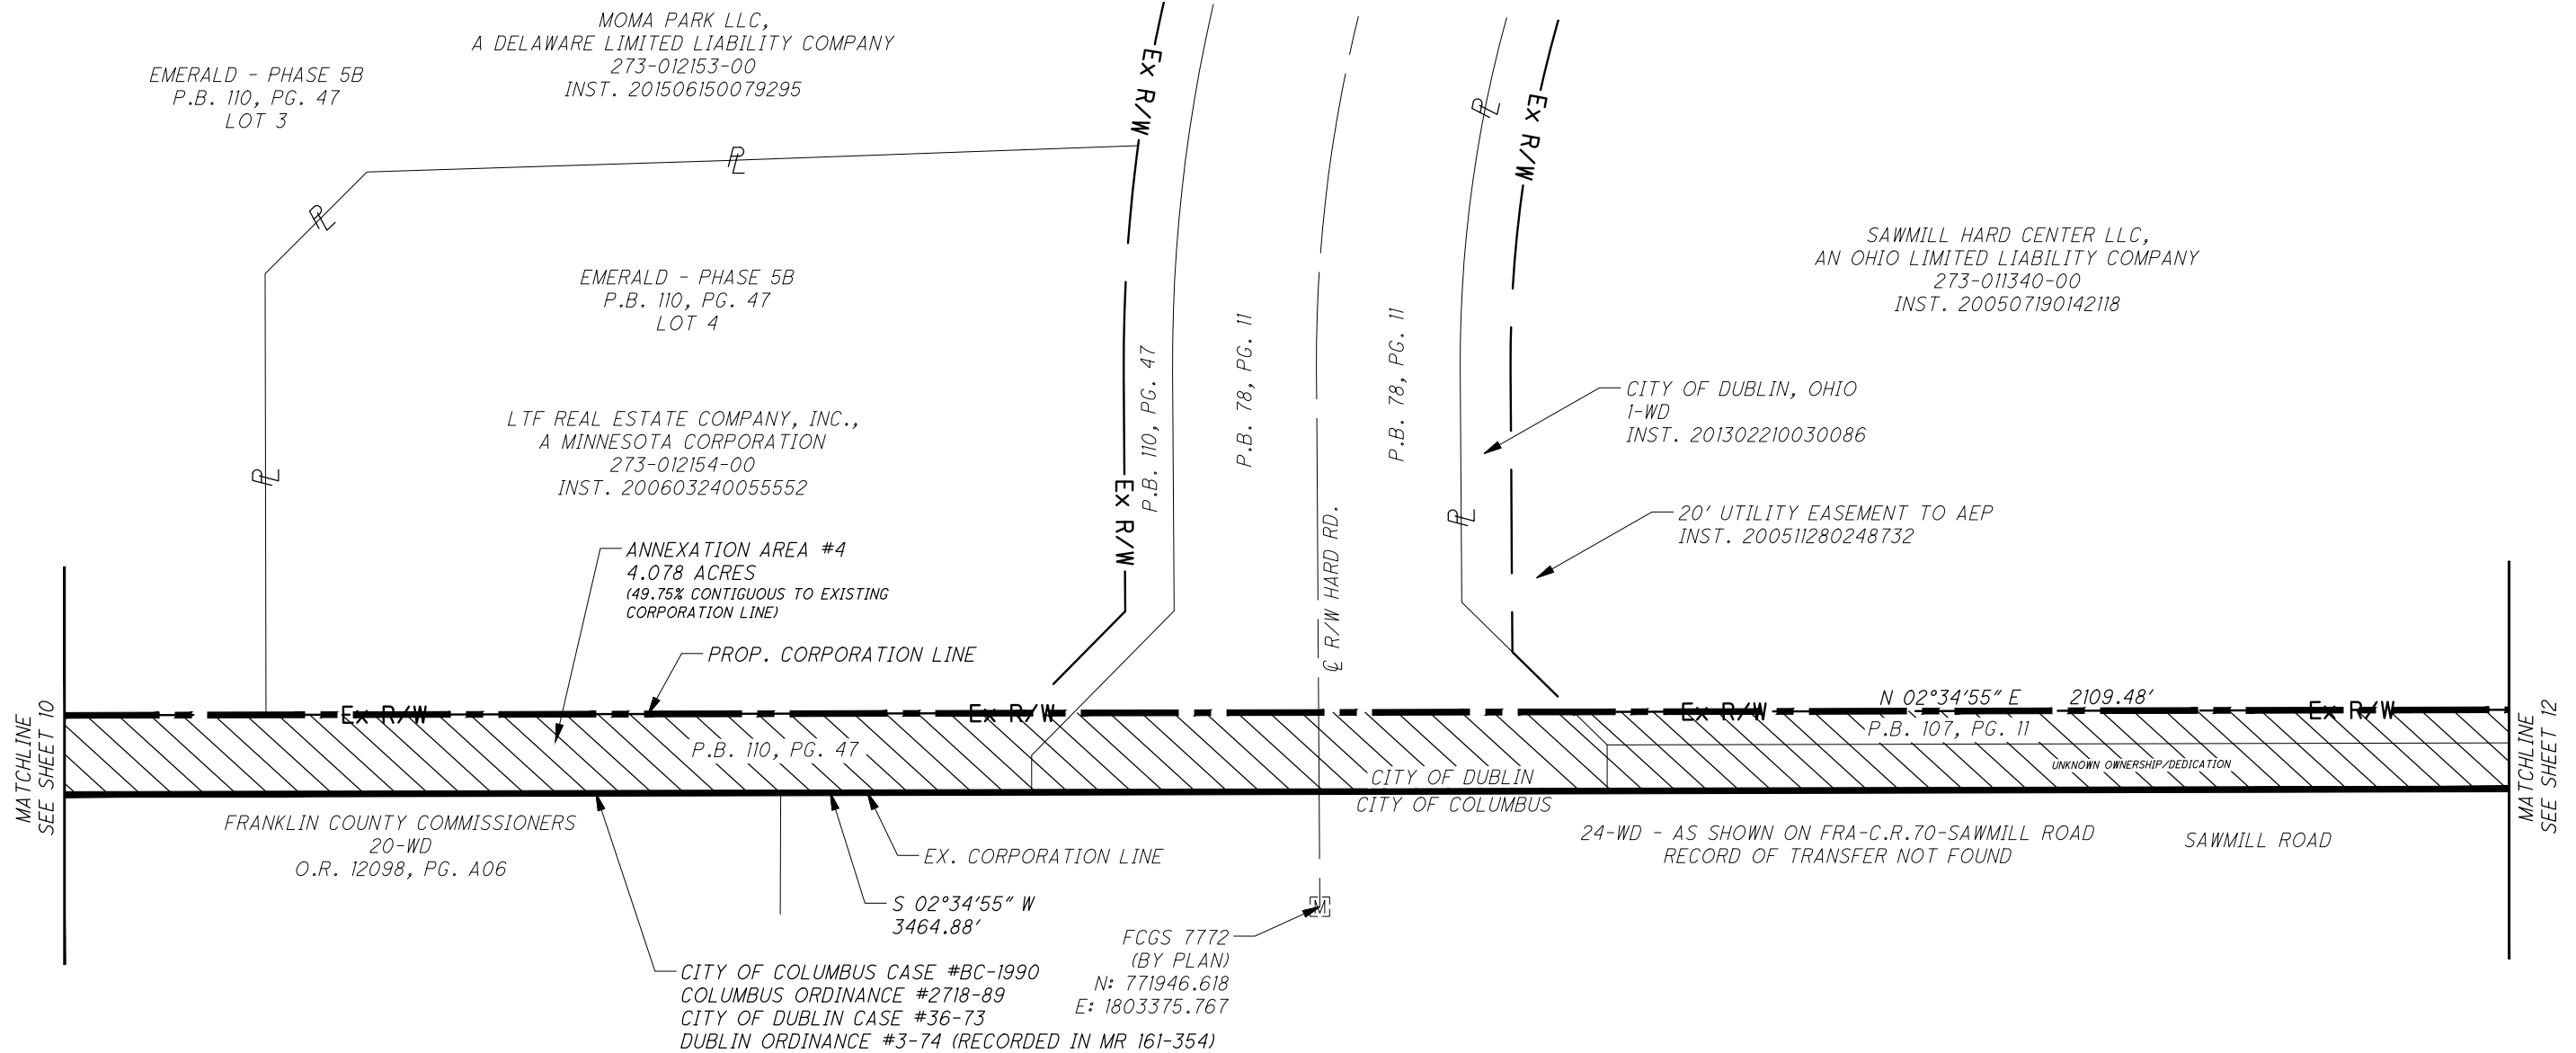 MOMA PARK LLC,
A DELAWARE LIMITED LIABILITY COMPANY
273-012153-00
INST. 201506150079295
EMERALD - PHASE 5B
P.B. 110, PG. 47
LOT 3
Ex R/W
PL
Ex R/W
PL
PL
SAWMILL HARD CENTER LLC,
AN OHIO LIMITED LIABILITY COMPANY
273-011340-00
INST. 200507190142118
EMERALD - PHASE 5B
P.B. 110, PG. 47
LOT 4
P.B. 110, PG. 47
P.B. 78, PG. 11
P.B. 78, PG. 11
CITY OF DUBLIN, OHIO
1-WD
INST. 201302210030086
LTF REAL ESTATE COMPANY, INC.,
A MINNESOTA CORPORATION
273-012154-00
INST. 200603240055552
PL
Ex R/W
PL
20' UTILITY EASEMENT TO AEP
INST. 200511280248732
ANNEXATION AREA #4
4.078 ACRES
(49.75% CONTIGUOUS TO EXISTING
CORPORATION LINE)
CL R/W HARD RD.
PROP. CORPORATION LINE
MATCHLINE
SEE SHEET 10
Ex R/W
Ex R/W
Ex R/W
N 02°34'55" E 2109.48'
Ex R/W
P.B. 107, PG. 11
P.B. 110, PG. 47
UNKNOWN OWNERSHIP/DEDICATION
CITY OF DUBLIN
CITY OF COLUMBUS
MATCHLINE
SEE SHEET 12
FRANKLIN COUNTY COMMISSIONERS
20-WD
O.R. 12098, PG. A06
EX. CORPORATION LINE
24-WD - AS SHOWN ON FRA-C.R.70-SAWMILL ROAD
RECORD OF TRANSFER NOT FOUND
SAWMILL ROAD
S 02°34'55" W
3464.88'
M
FCGS 7772
(BY PLAN)
N: 771946.618
E: 1803375.767
CITY OF COLUMBUS CASE #BC-1990
COLUMBUS ORDINANCE #2718-89
CITY OF DUBLIN CASE #36-73
DUBLIN ORDINANCE #3-74 (RECORDED IN MR 161-354)